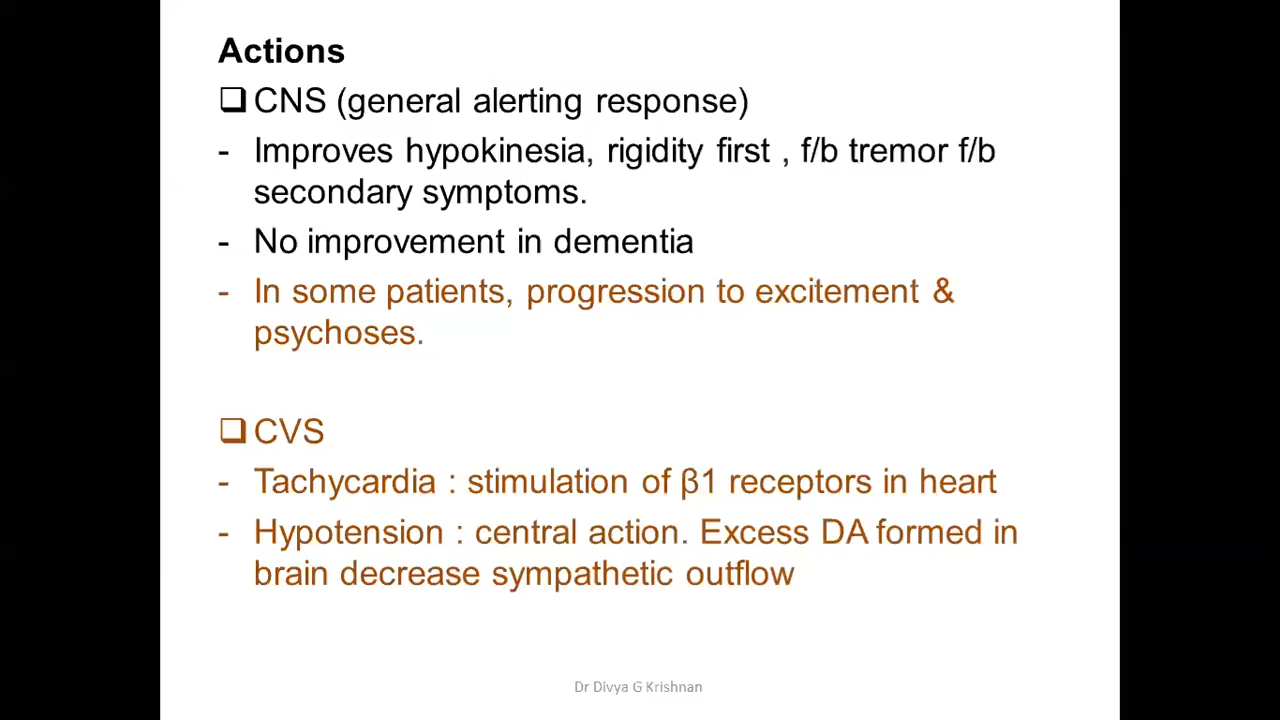 Actions
❑ CNS (general alerting response)
- Improves hypokinesia, rigidity first , f/b tremor f/b
secondary symptoms.
- No improvement in dementia
- In some patients, progression to excitement &
psychoses.
❑ CVS
- Tachycardia : stimulation of β1 receptors in heart
- Hypotension : central action. Excess DA formed in
brain decrease sympathetic outflow
Dr Divya G Krishnan